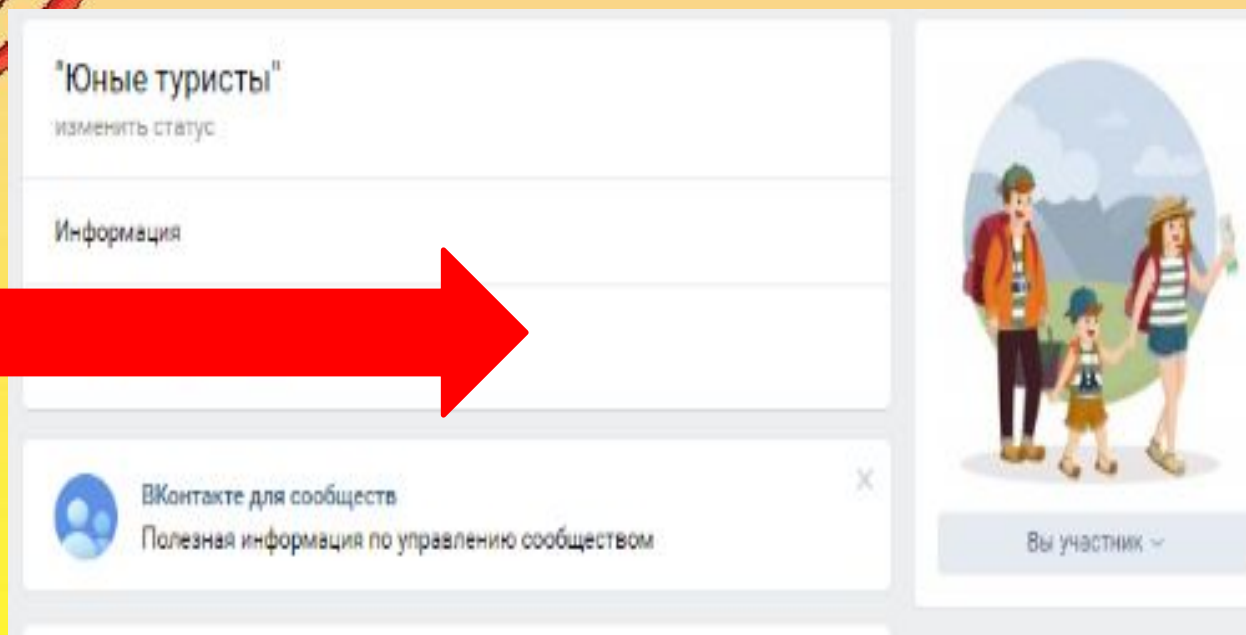 "Юные туристы"
изменить статус
Информация
ВКонтакте для сообществ
Полезная информация по управлению сообществом
Вы участник